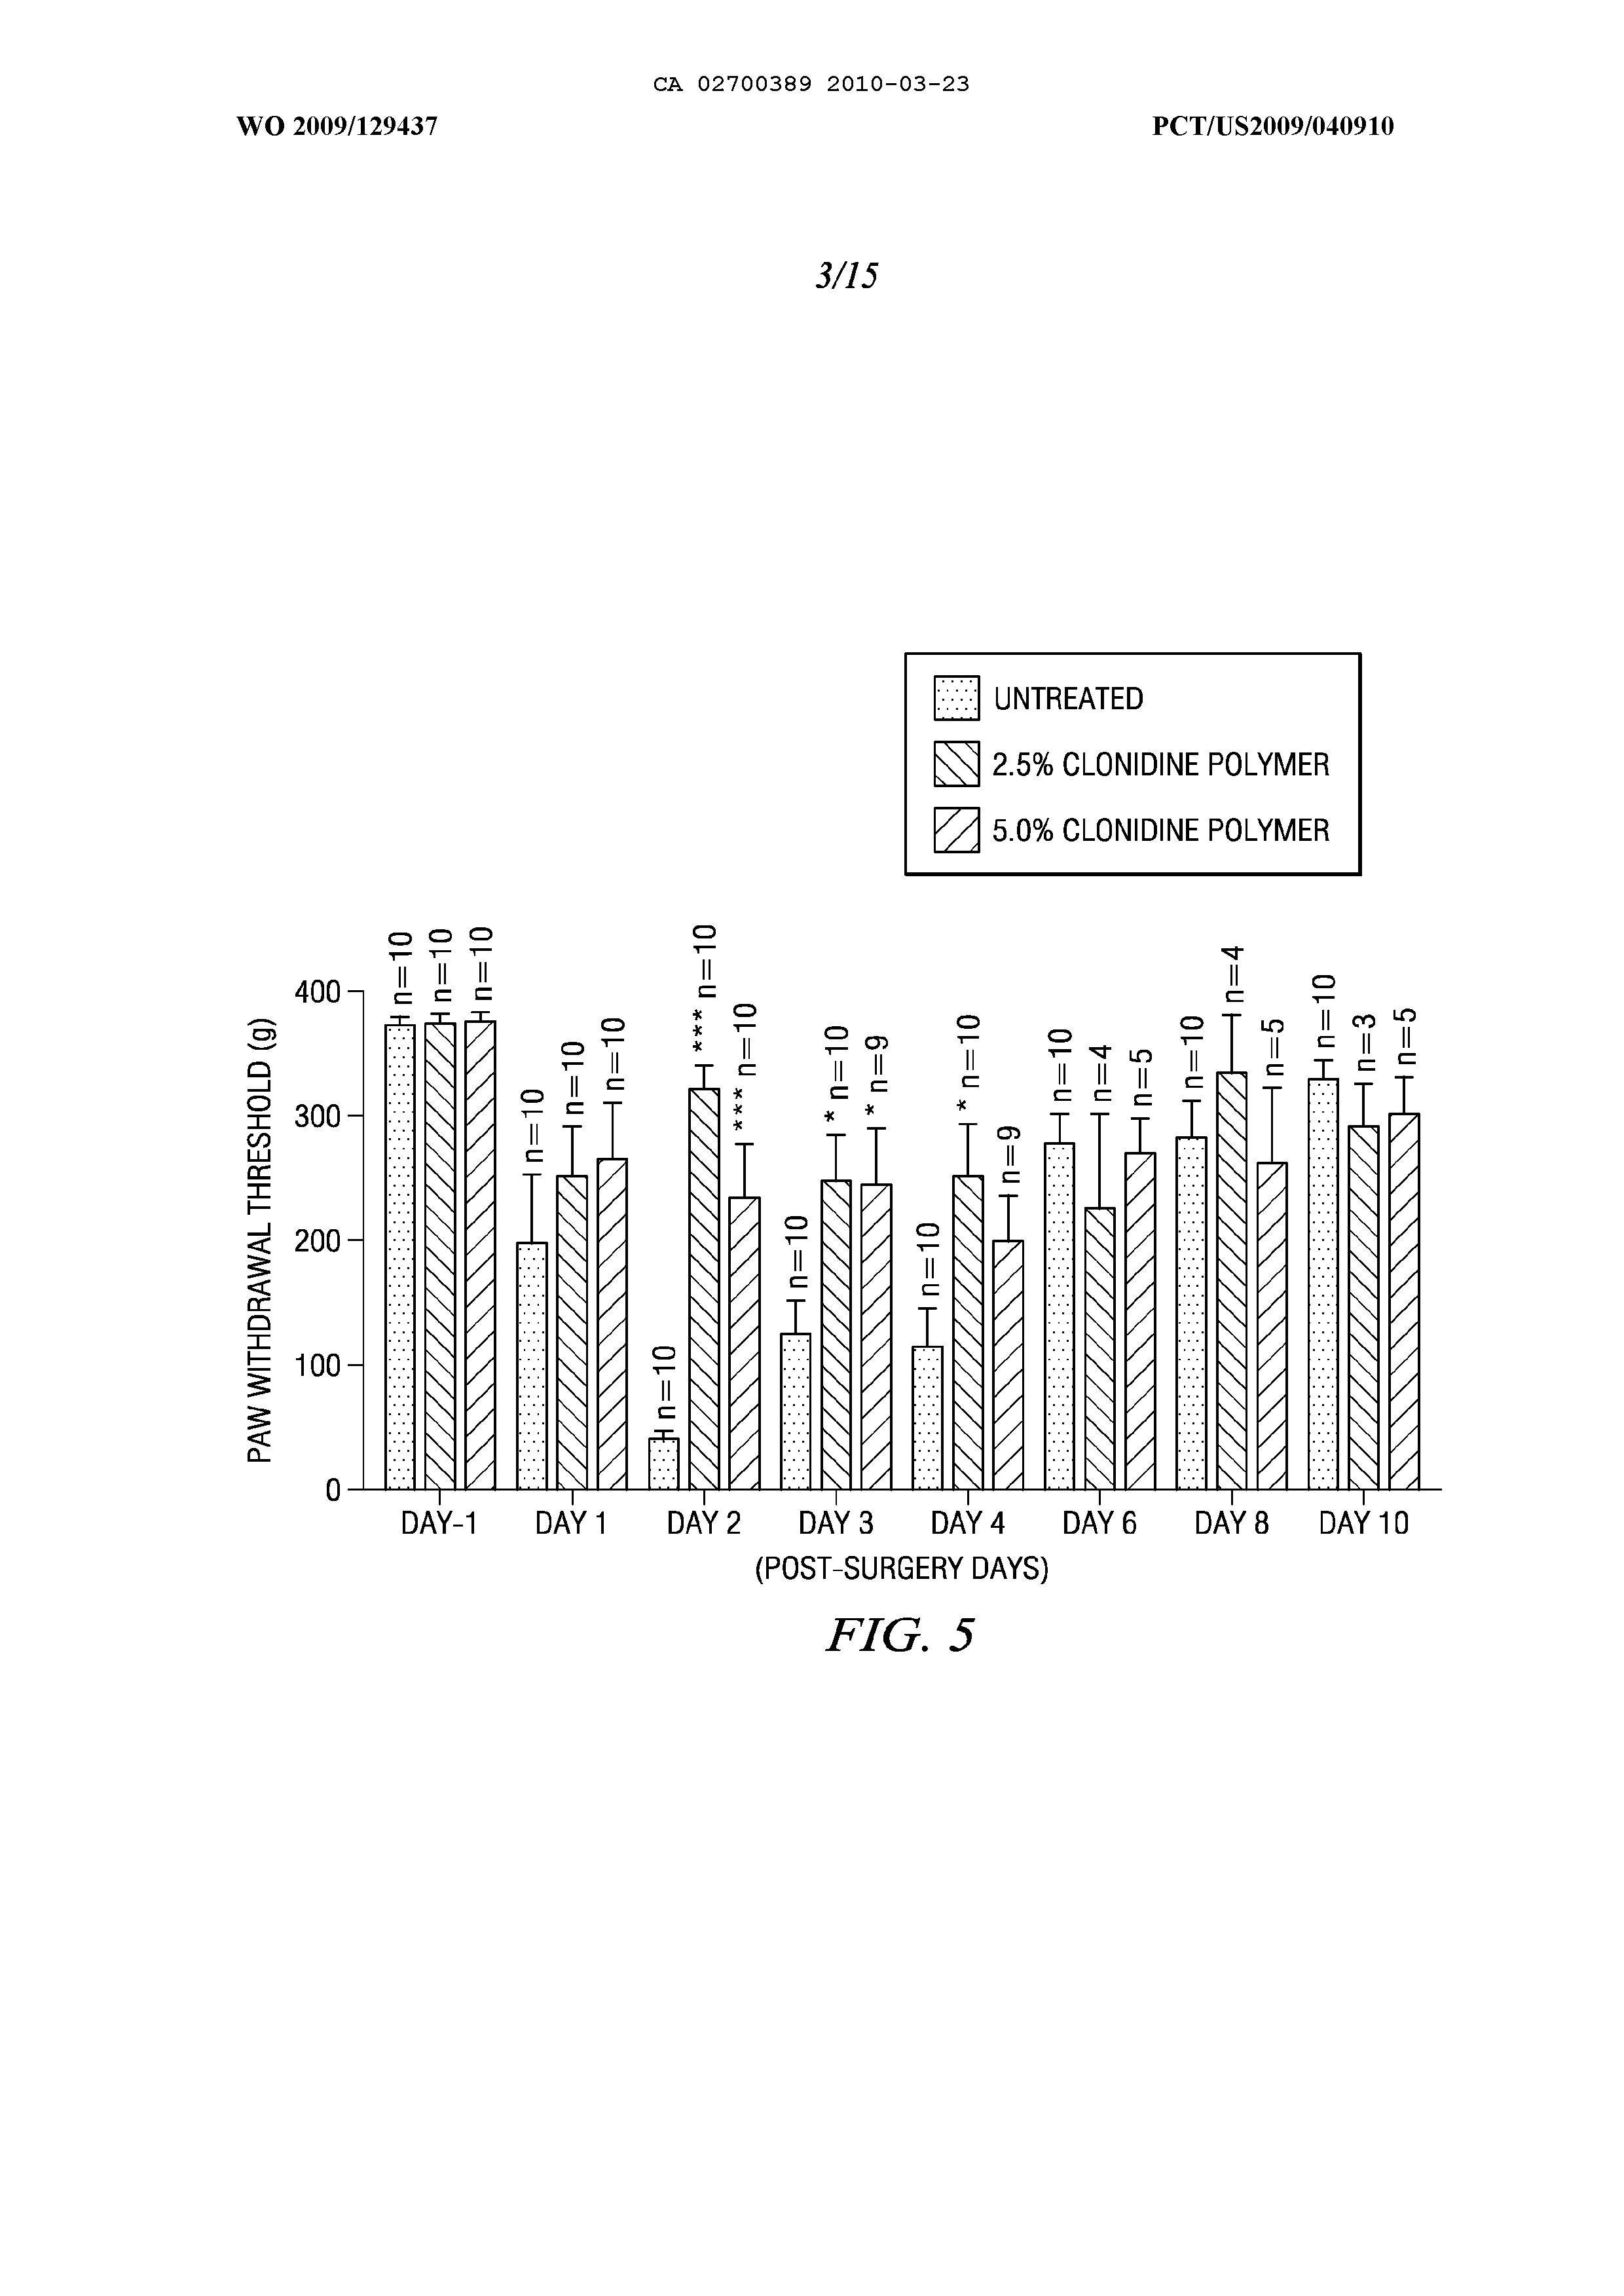 CA 02700389 2010-03-23
WO 2009/129437
PCT/US2009/040910
3/15
UNTREATED
2.5% CLONIDINE POLYMER
5.0% CLONIDINE POLYMER
PAW WITHDRAWAL THRESHOLD (g)
400
300
200
100
0
n=10
n=10
n=10
n=10
n=10
n=10
n=10
*** n=10
*** n=10
n=10
* n=10
* n=9
n=10
* n=10
n=9
n=10
n=4
n=5
n=10
n=4
n=5
n=10
n=3
n=5
DAY-1 DAY 1 DAY 2 DAY 3 DAY 4 DAY 6 DAY 8 DAY 10
(POST-SURGERY DAYS)
FIG. 5